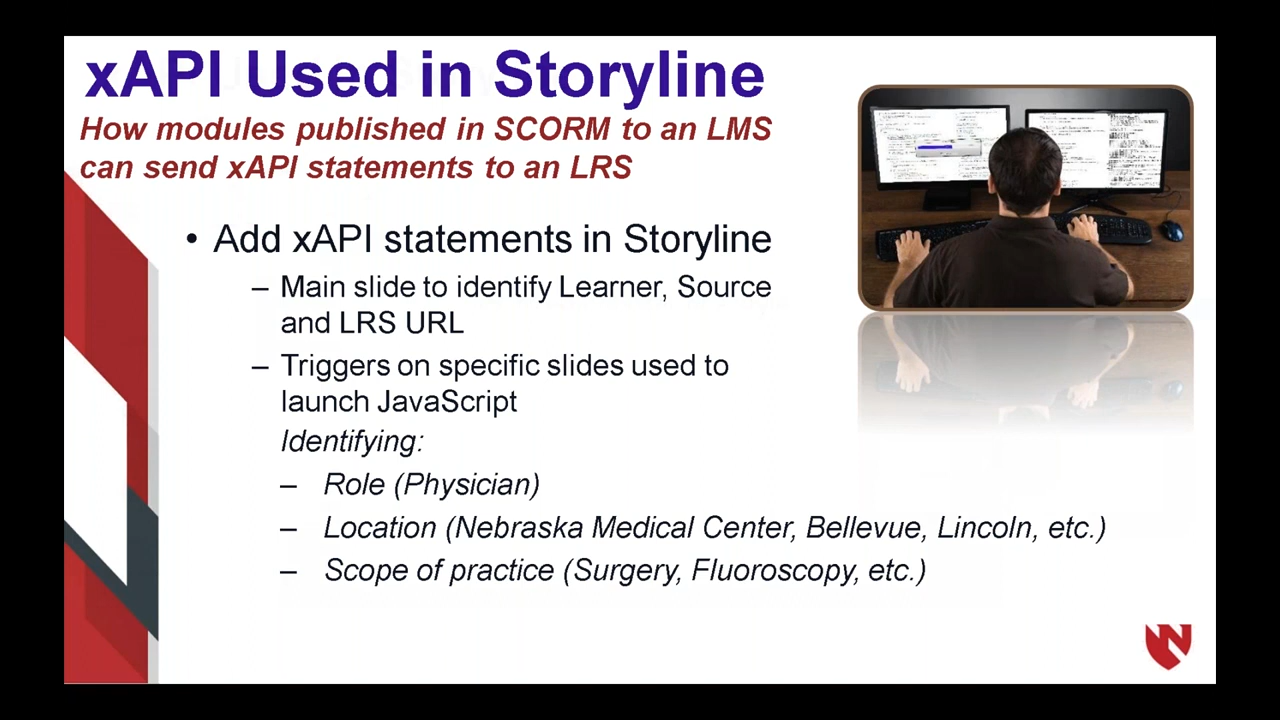 xAPI Used in Storyline
How modules published in SCORM to an LMS
can send xAPI statements to an LRS
• Add xAPI statements in Storyline
– Main slide to identify Learner, Source
and LRS URL
– Triggers on specific slides used to
launch JavaScript
Identifying:
– Role (Physician)
– Location (Nebraska Medical Center, Bellevue, Lincoln, etc.)
– Scope of practice (Surgery, Fluoroscopy, etc.)